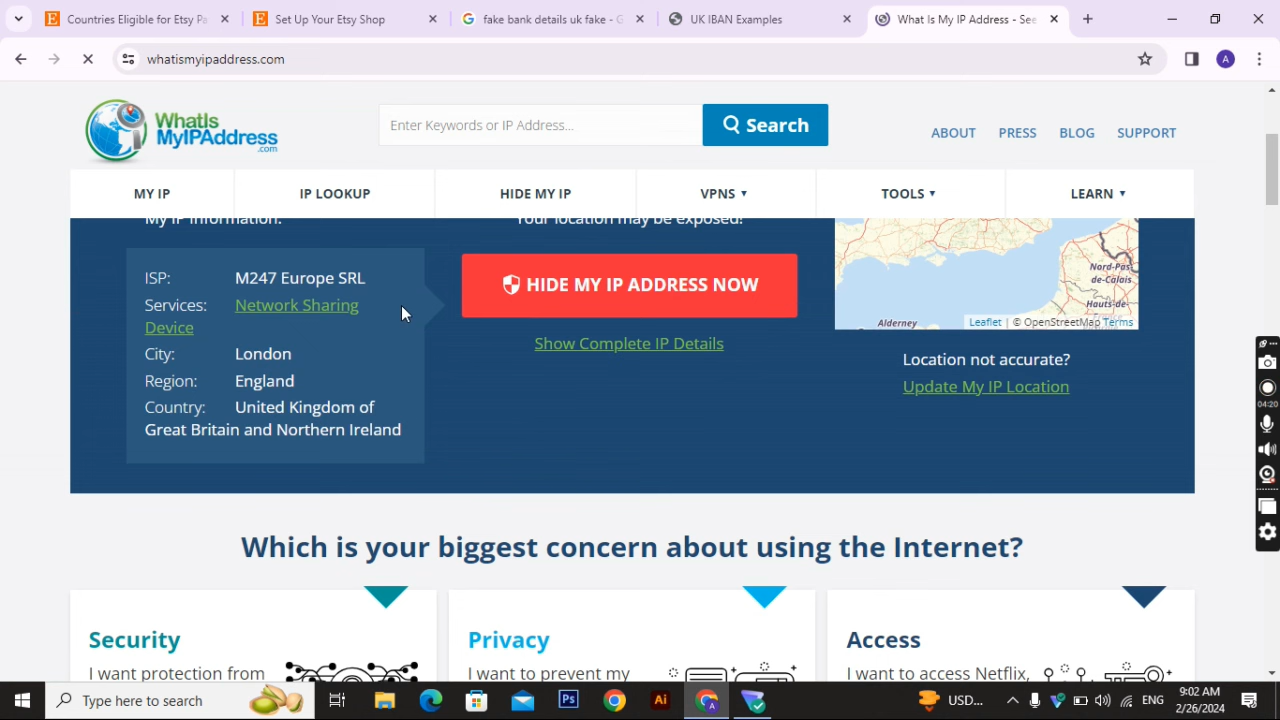 Countries Eligible for Etsy Pa
Set Up Your Etsy Shop
fake bank details uk fake - G
UK IBAN Examples
What Is My IP Address - See
whatismyipaddress.com
A
WhatIs
MyIPAddress
.com
Enter Keywords or IP Address...
Search
ABOUT
PRESS
BLOG
SUPPORT
MY IP
IP LOOKUP
HIDE MY IP
VPNS
TOOLS
LEARN
My IP Information:
Your location may be exposed!
ISP: M247 Europe SRL
Services: Network Sharing
Device
City: London
Region: England
Country: United Kingdom of
Great Britain and Northern Ireland
HIDE MY IP ADDRESS NOW
Show Complete IP Details
Nord-Pas-
de-Calais
Hauts-
Alderney
Leaflet | © OpenStreetMap Terms
Location not accurate?
Update My IP Location
04:20
Which is your biggest concern about using the Internet?
Security
I want protection from
Privacy
I want to prevent my
Access
I want to access Netflix,
Type here to search
Ps
Ai
A
USD...
ENG
9:02 AM
2/26/2024